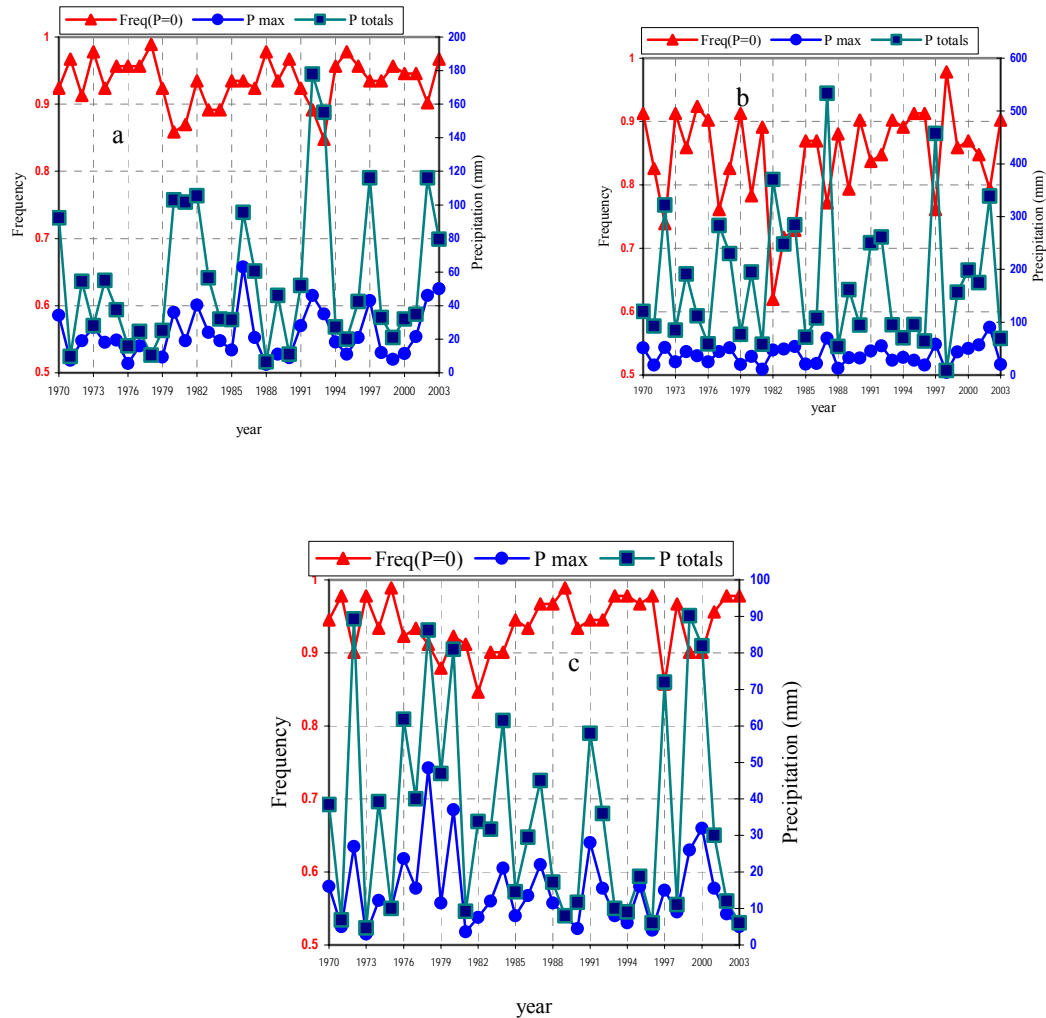 Freq(P=0) P max P totals
1 0.9 0.8 0.7 0.6 0.5
Frequency
a
200 180 160 140 120 100 80 60 40 20 0
Precipitation (mm)
1970 1973 1976 1979 1982 1985 1988 1991 1994 1997 2000 2003
year
Freq(P=0) P max P totals
1 0.9 0.8 0.7 0.6 0.5
Frequency
b
600 500 400 300 200 100 0
Precipitation (mm)
1970 1973 1976 1979 1982 1985 1988 1991 1994 1997 2000 2003
year
Freq(P=0) P max P totals
1 0.9 0.8 0.7 0.6 0.5
Frequency
c
100 90 80 70 60 50 40 30 20 10 0
Precipitation (mm)
1970 1973 1976 1979 1982 1985 1988 1991 1994 1997 2000 2003
year